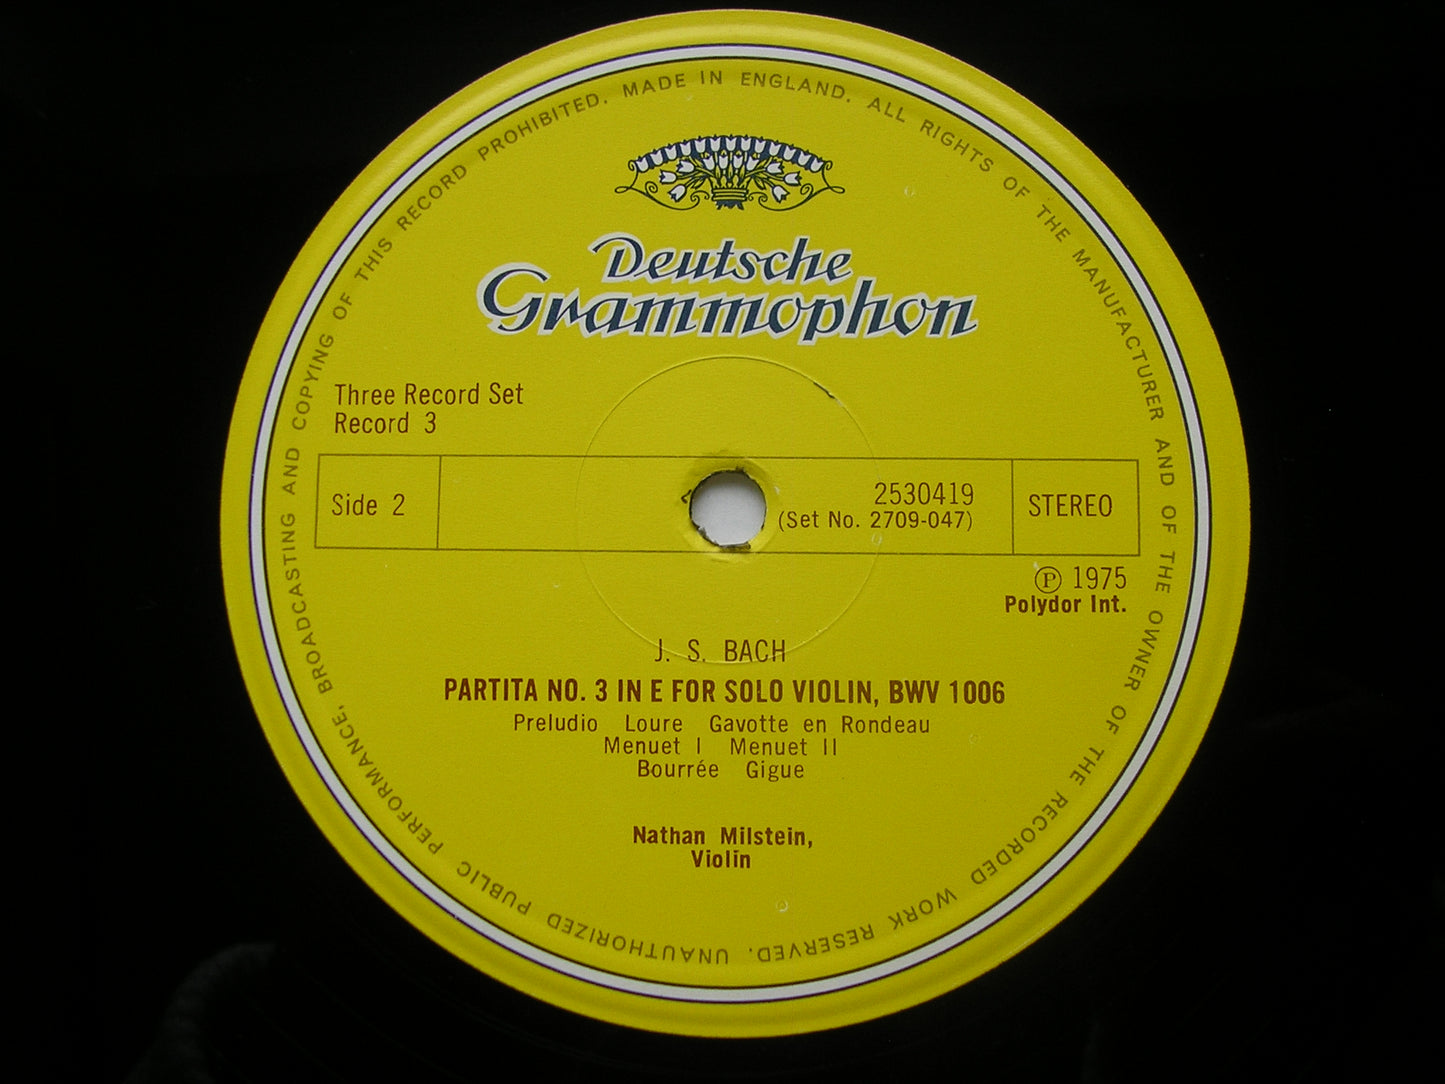 MADE IN ENGLAND. ALL RIGHTS OF THE MANUFACTURER AND OF THE OWNER OF THE RECORDED WORK RESERVED. UNAUTHORIZED PUBLIC PERFORMANCE, BROADCASTING AND COPYING OF THIS RECORD PROHIBITED.
Deutsche
Grammophon
Three Record Set
Record 3
Side 2
2530419
(Set No. 2709-047)
STEREO
℗ 1975
Polydor Int.
J. S. BACH
PARTITA NO. 3 IN E FOR SOLO VIOLIN, BWV 1006
Preludio Loure Gavotte en Rondeau
Menuet I Menuet II
Bourrée Gigue
Nathan Milstein,
Violin